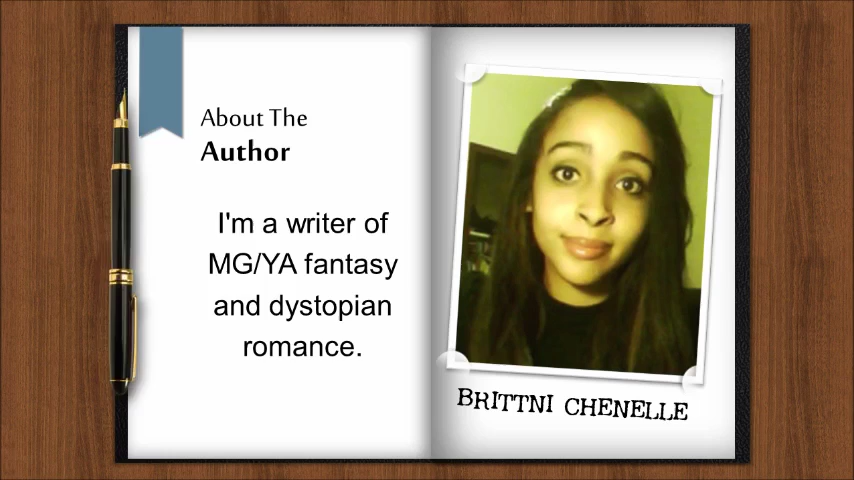 About The
Author
I'm a writer of
MG/YA fantasy
and dystopian
romance.
BRITTNI CHENELLE